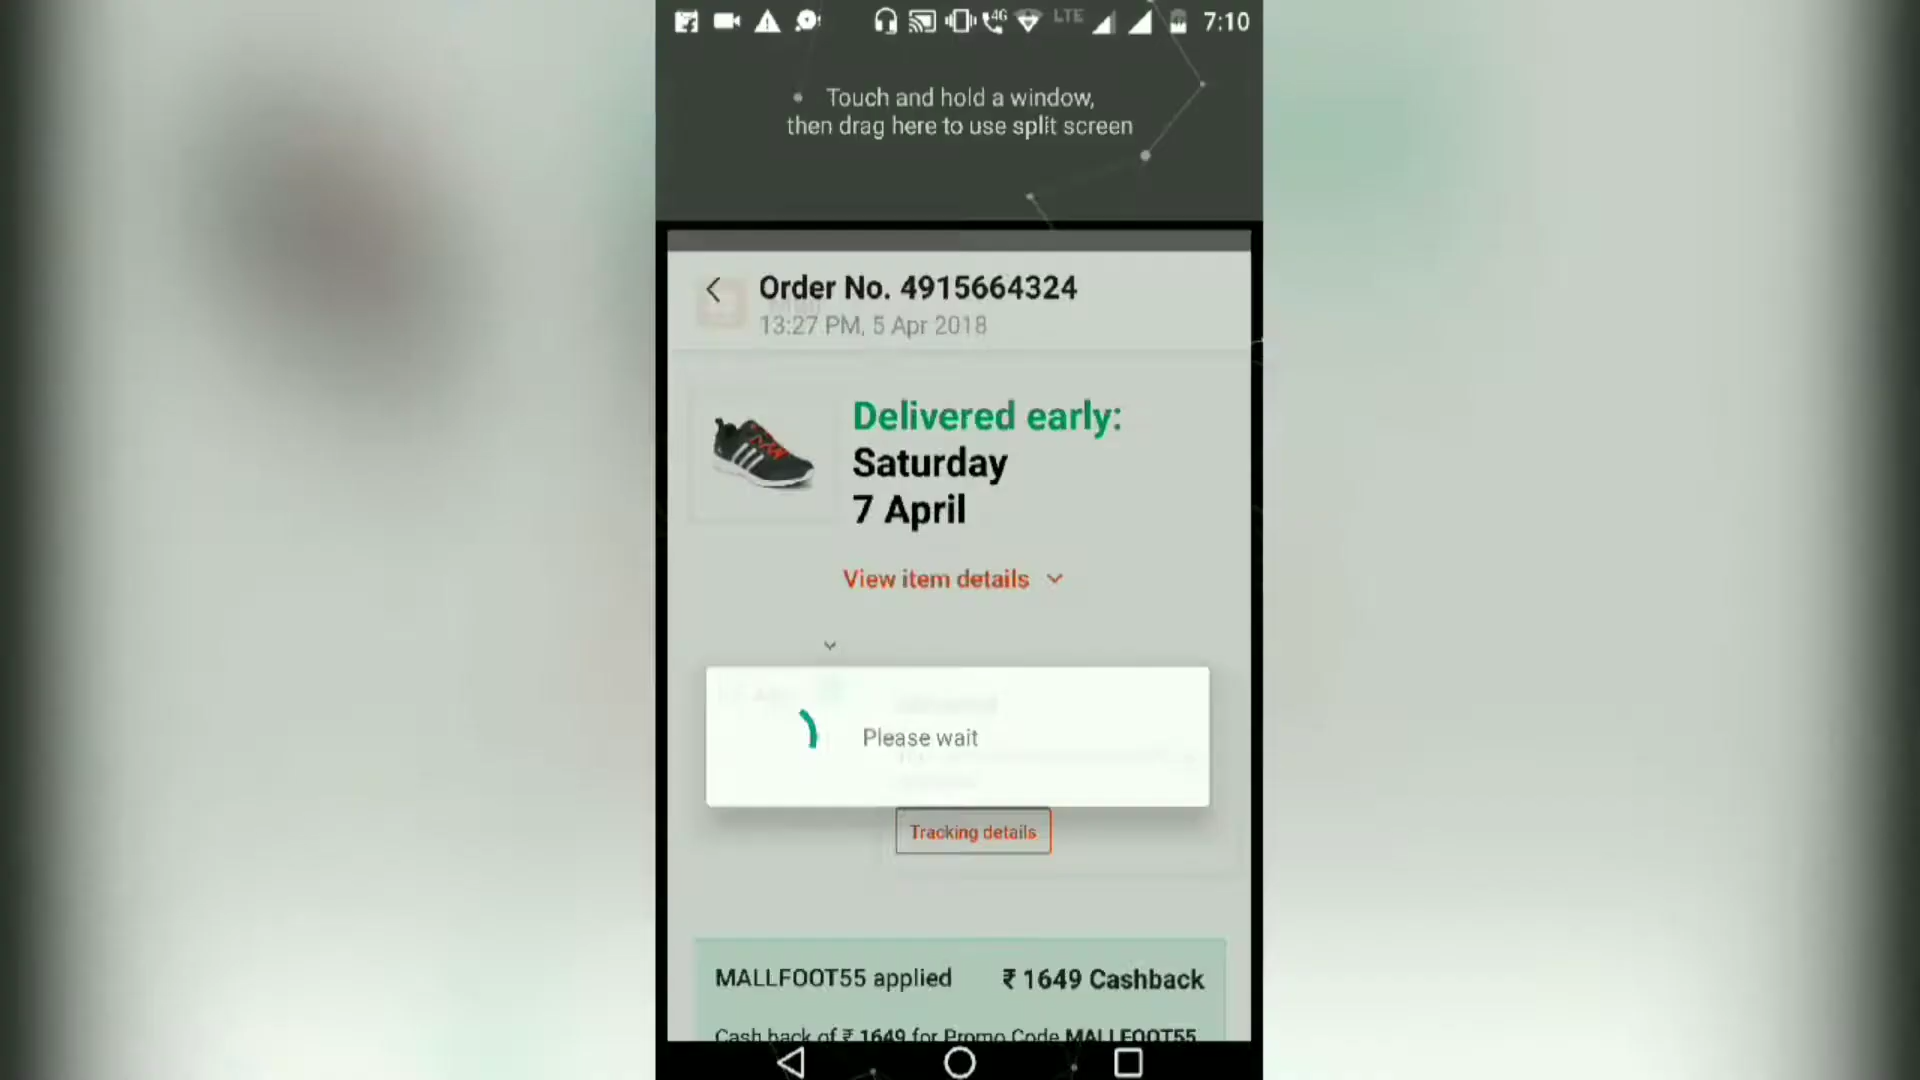 LTE
7:10
4G
Touch and hold a window,
then drag here to use split screen
Order No. 4915664324
13:27 PM, 5 Apr 2018
Delivered early:
Saturday
7 April
View item details
Please wait
Tracking details
MALLFOOT55 applied
₹ 1649 Cashback
Cash back of ₹ 1649 for Promo Code MALLFOOT55